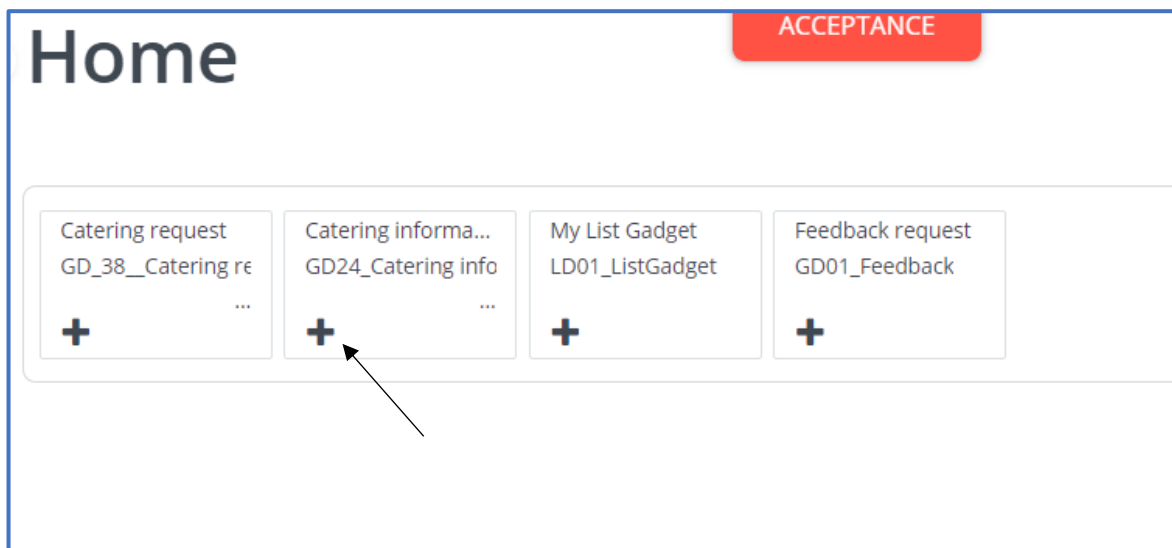 ACCEPTANCE
Home
Catering request
GD_38__Catering re
...
Catering informa...
GD24_Catering info
...
My List Gadget
LD01_ListGadget
Feedback request
GD01_Feedback